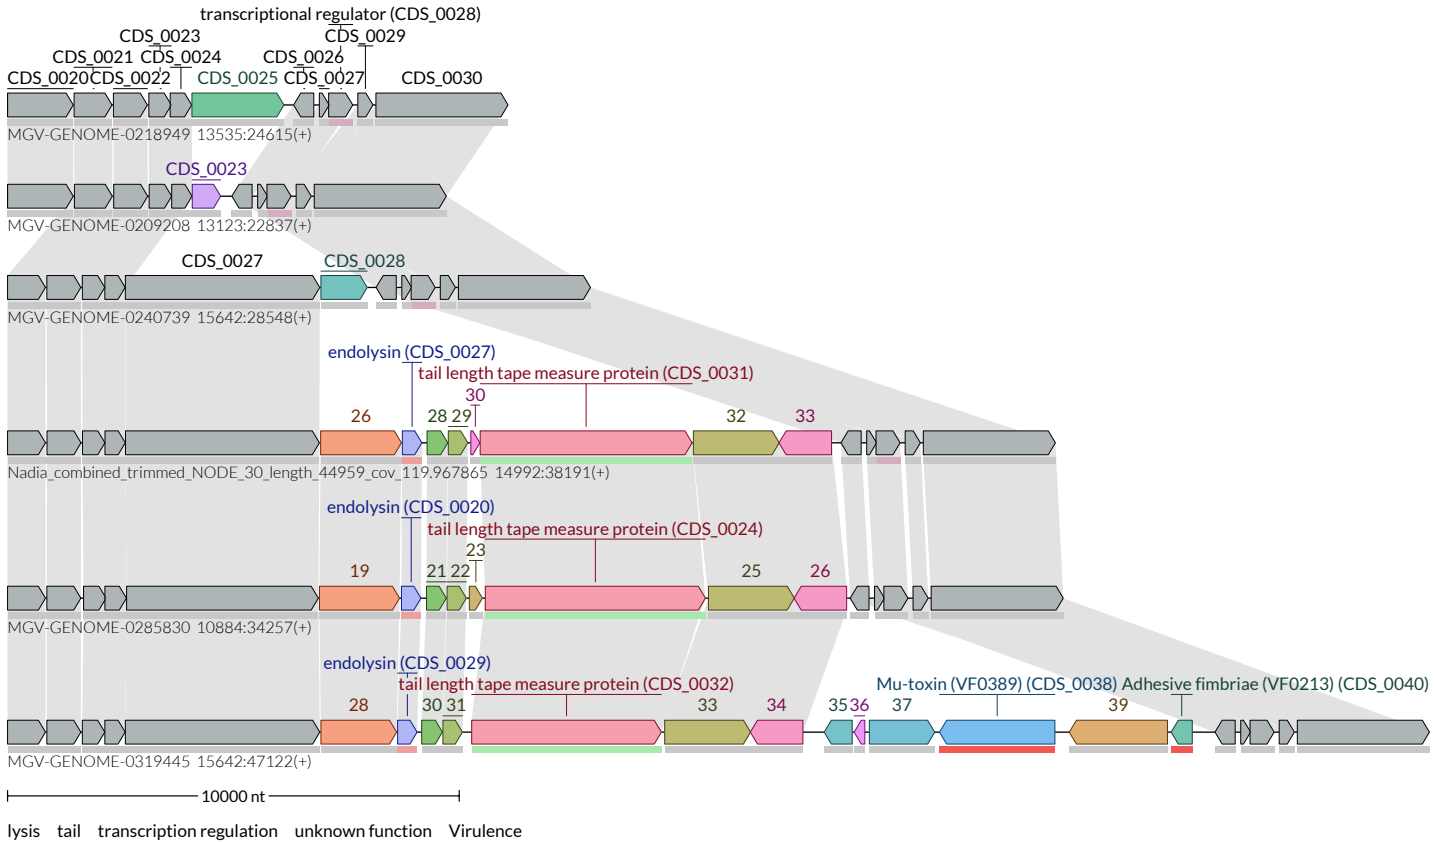 transcriptional regulator (CDS_0028)
CDS_0023 CDS_0029
CDS_0021 CDS_0024 CDS_0026
CDS_0020 CDS_0022 CDS_0025 CDS_0027 CDS_0030
MGV-GENOME-0218949 13535:24615(+)
CDS_0023
MGV-GENOME-0209208 13123:22837(+)
CDS_0027 CDS_0028
MGV-GENOME-0240739 15642:28548(+)
endolysin (CDS_0027)
tail length tape measure protein (CDS_0031)
30
26 28 29 32 33
Nadia_combined_trimmed_NODE_30_length_44959_cov_119.967865 14992:38191(+)
endolysin (CDS_0020)
tail length tape measure protein (CDS_0024)
23
19 21 22 25 26
MGV-GENOME-0285830 10884:34257(+)
endolysin (CDS_0029)
tail length tape measure protein (CDS_0032) Mu-toxin (VF0389) (CDS_0038) Adhesive fimbriae (VF0213) (CDS_0040)
28 30 31 33 34 35 36 37 39
MGV-GENOME-0319445 15642:47122(+)
10000 nt
lysis tail transcription regulation unknown function Virulence